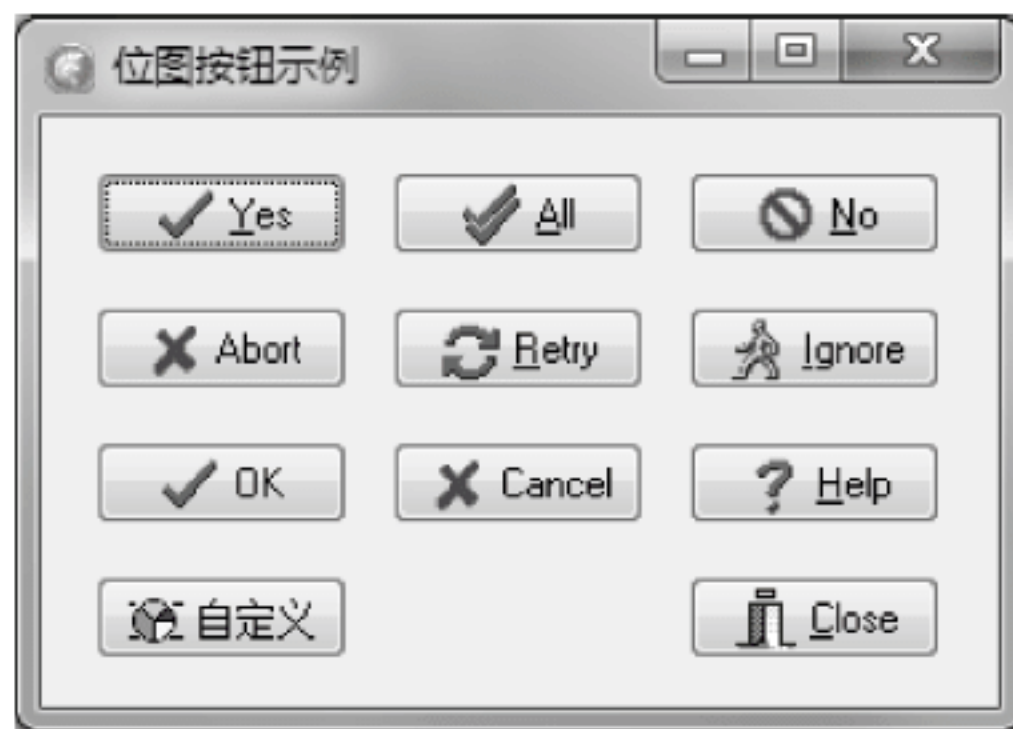 位图按钮示例
Yes All No
Abort Retry Ignore
OK Cancel Help
自定义 Close